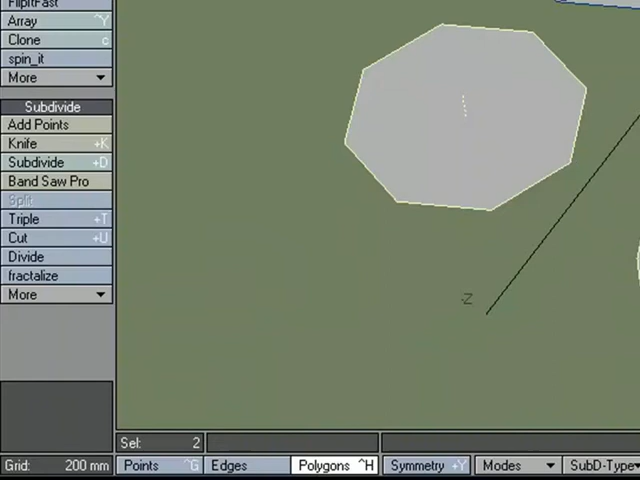 FlipItFast
Array ^Y
Clone c
spin_it
More
Subdivide
Add Points
Knife +K
Subdivide +D
Band Saw Pro
Split
Triple +T
Cut +U
Divide
fractalize
More
-Z
Sel: 2
Grid: 200 mm
Points ^G
Edges
Polygons ^H
Symmetry +Y
Modes
SubD-Type